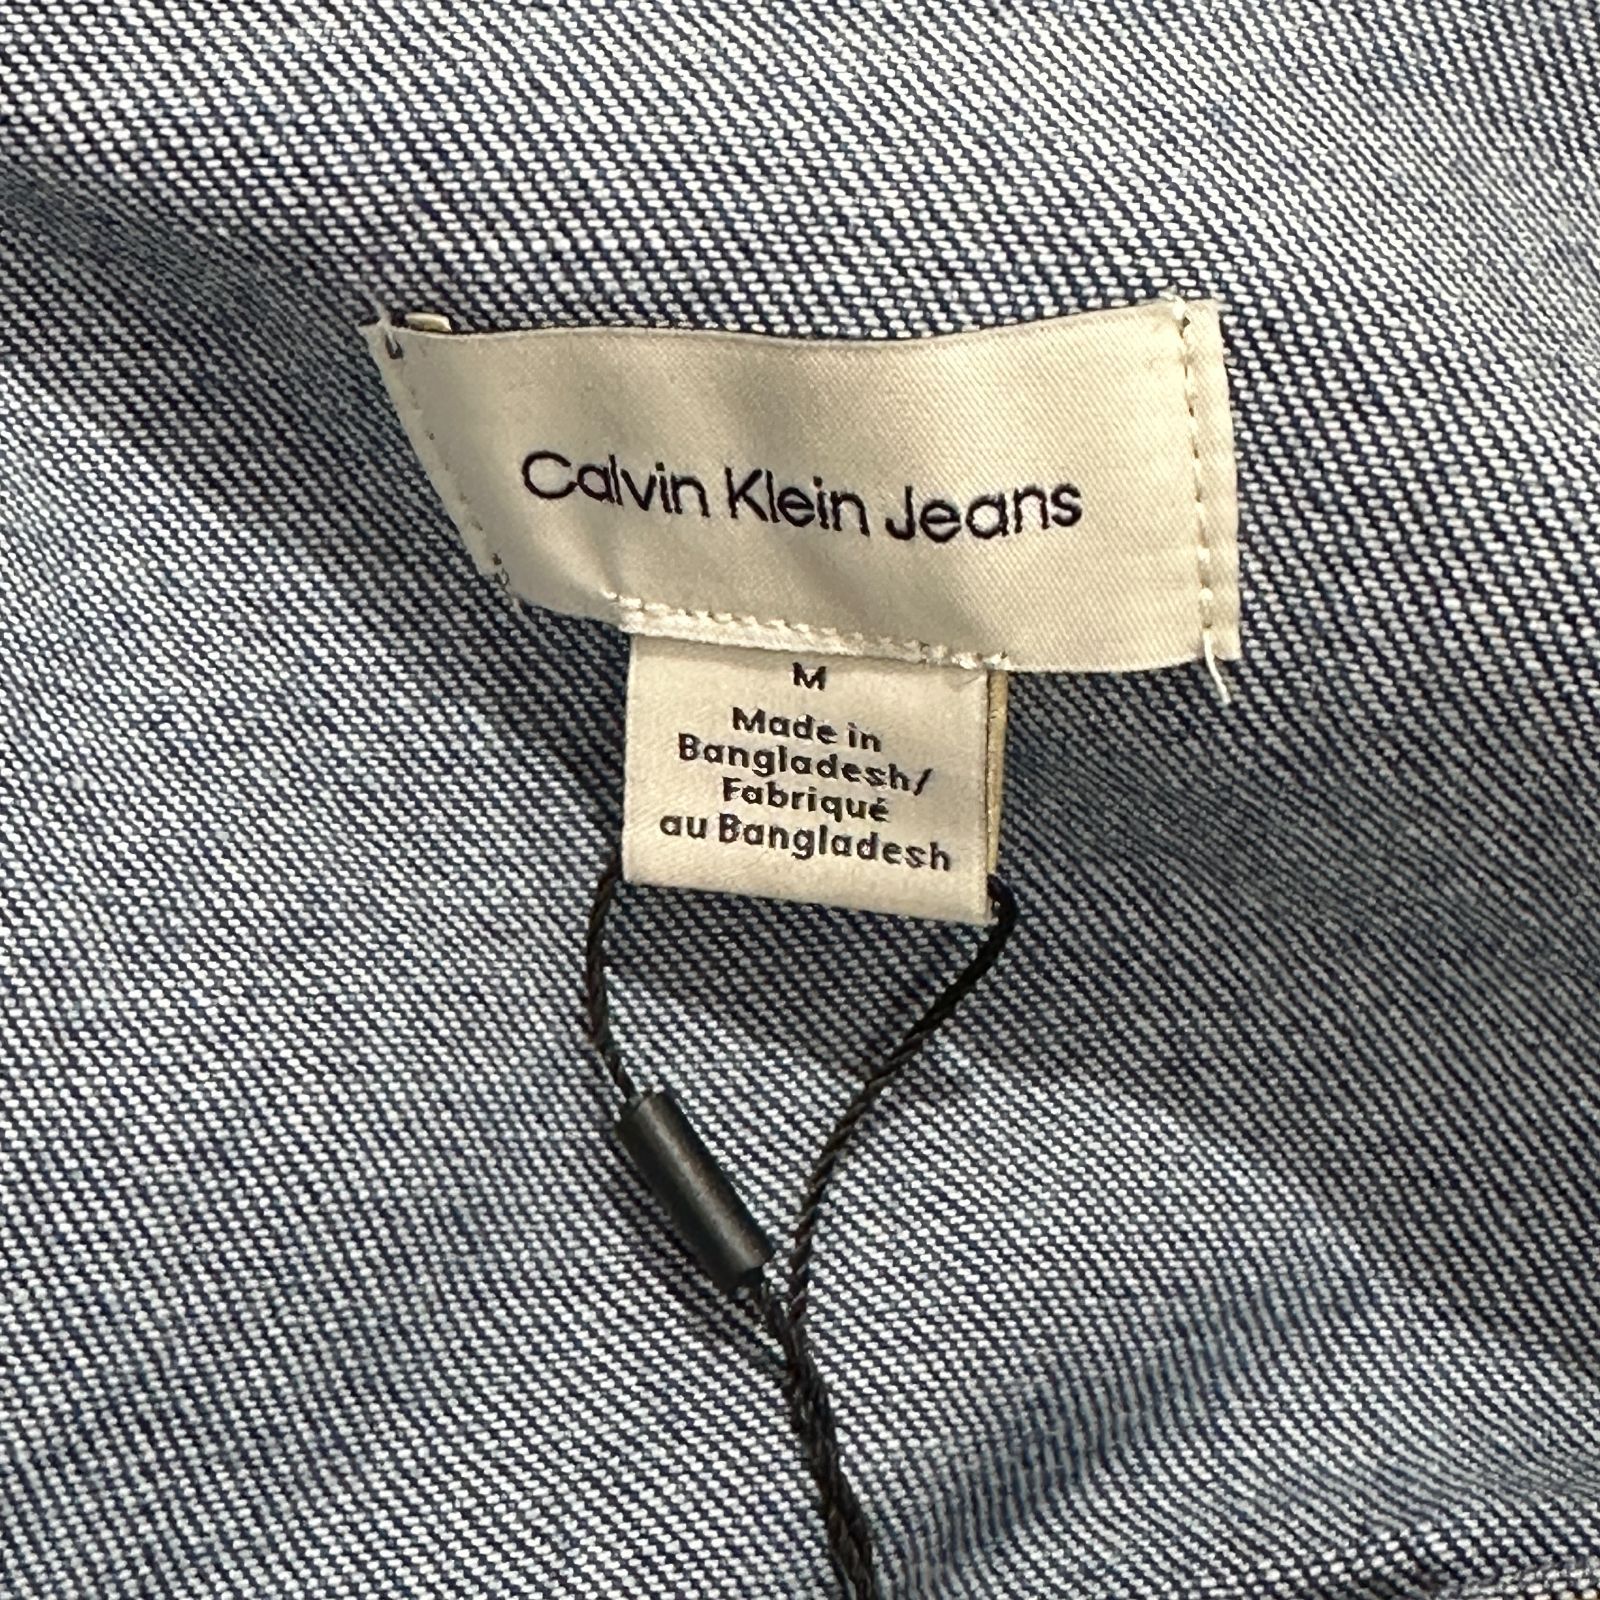 Calvin Klein Jeans
M
Made in
Bangladesh/
Fabriqué
au Bangladesh